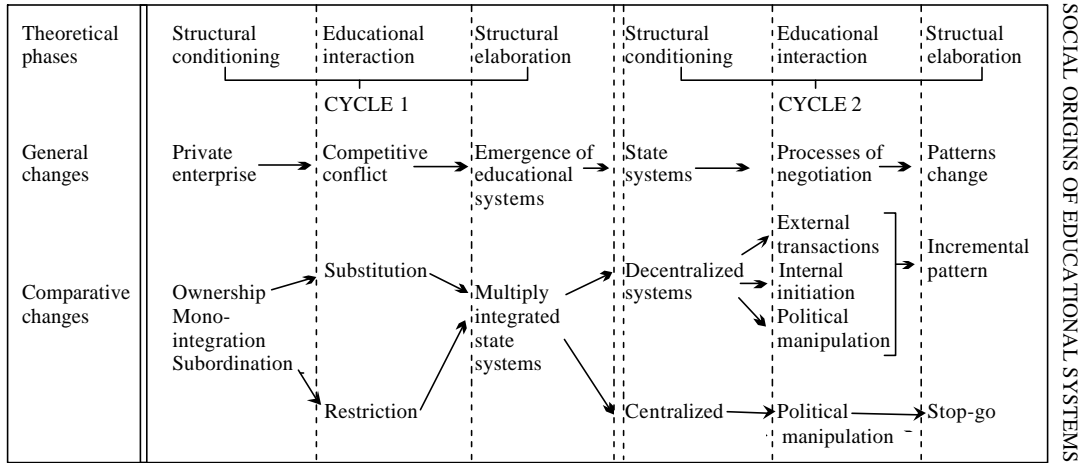 Theoretical phases
Structural conditioning
Educational interaction
Structural elaboration
Structural conditioning
Educational interaction
Structual elaboration
CYCLE 1
CYCLE 2
General changes
Private enterprise
Competitive conflict
Emergence of educational systems
State systems
Processes of negotiation
Patterns change
Comparative changes
Ownership
Mono-
integration
Subordination
Substitution
Restriction
Multiply integrated state systems
Decentralized systems
External transactions
Internal initiation
Political manipulation
Incremental pattern
Centralized
Political manipulation
Stop-go
SOCIAL ORIGINS OF EDUCATIONAL SYSTEMS